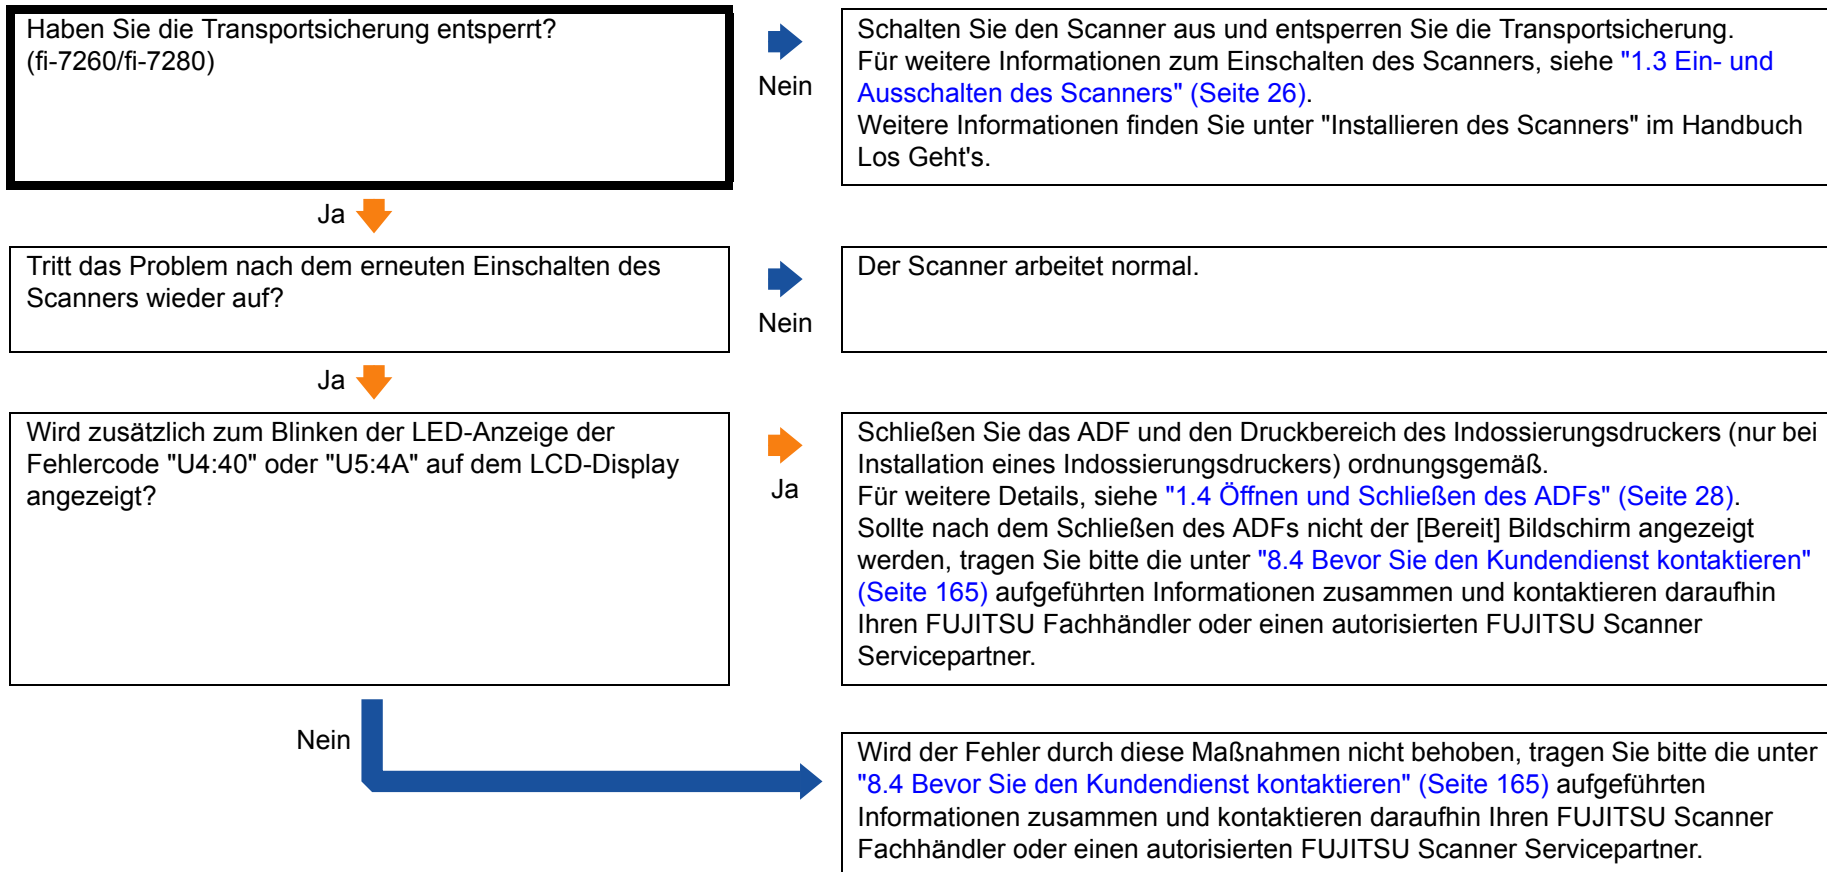 Haben Sie die Transportsicherung entsperrt?
(fi-7260/fi-7280)
Nein
Schalten Sie den Scanner aus und entsperren Sie die Transportsicherung.
Für weitere Informationen zum Einschalten des Scanners, siehe "1.3 Ein- und
Ausschalten des Scanners" (Seite 26).
Weitere Informationen finden Sie unter "Installieren des Scanners" im Handbuch
Los Geht's.
Ja
Tritt das Problem nach dem erneuten Einschalten des
Scanners wieder auf?
Nein
Der Scanner arbeitet normal.
Ja
Wird zusätzlich zum Blinken der LED-Anzeige der
Fehlercode "U4:40" oder "U5:4A" auf dem LCD-Display
angezeigt?
Ja
Schließen Sie das ADF und den Druckbereich des Indossierungsdruckers (nur bei
Installation eines Indossierungsdruckers) ordnungsgemäß.
Für weitere Details, siehe "1.4 Öffnen und Schließen des ADFs" (Seite 28).
Sollte nach dem Schließen des ADFs nicht der [Bereit] Bildschirm angezeigt
werden, tragen Sie bitte die unter "8.4 Bevor Sie den Kundendienst kontaktieren"
(Seite 165) aufgeführten Informationen zusammen und kontaktieren daraufhin
Ihren FUJITSU Fachhändler oder einen autorisierten FUJITSU Scanner
Servicepartner.
Nein
Wird der Fehler durch diese Maßnahmen nicht behoben, tragen Sie bitte die unter
"8.4 Bevor Sie den Kundendienst kontaktieren" (Seite 165) aufgeführten
Informationen zusammen und kontaktieren daraufhin Ihren FUJITSU Scanner
Fachhändler oder einen autorisierten FUJITSU Scanner Servicepartner.